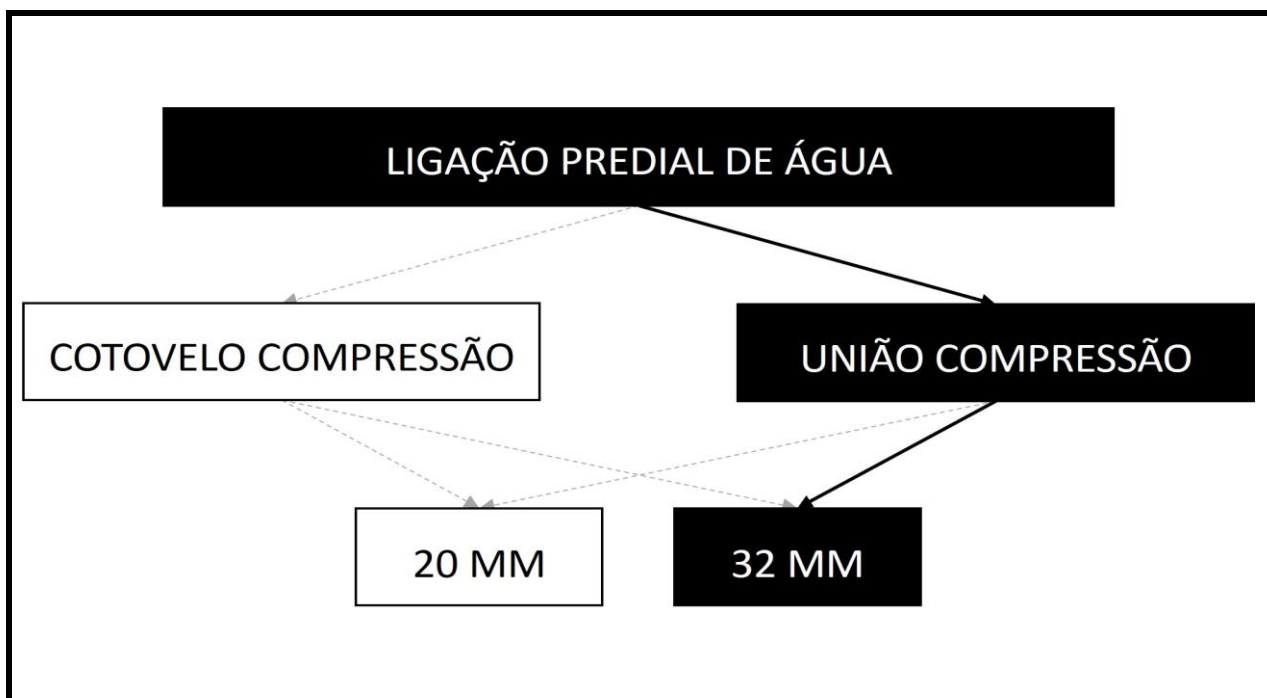 LIGAÇÃO PREDIAL DE ÁGUA
COTOVELO COMPRESSÃO
UNIÃO COMPRESSÃO
20 MM
32 MM